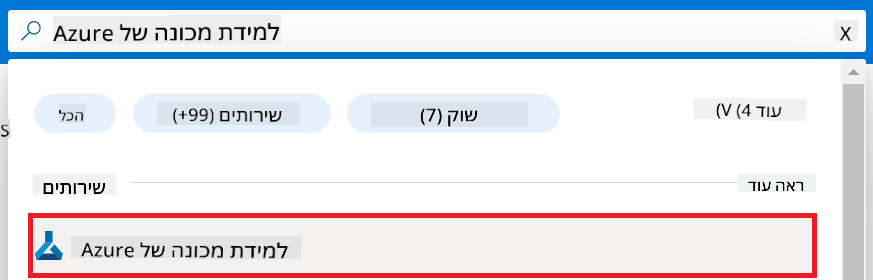 למידת מכונה של Azure X
הכל שירותים (99+) שוק (7) עוד 4) V)
S
שירותים ראה עוד
למידת מכונה של Azure